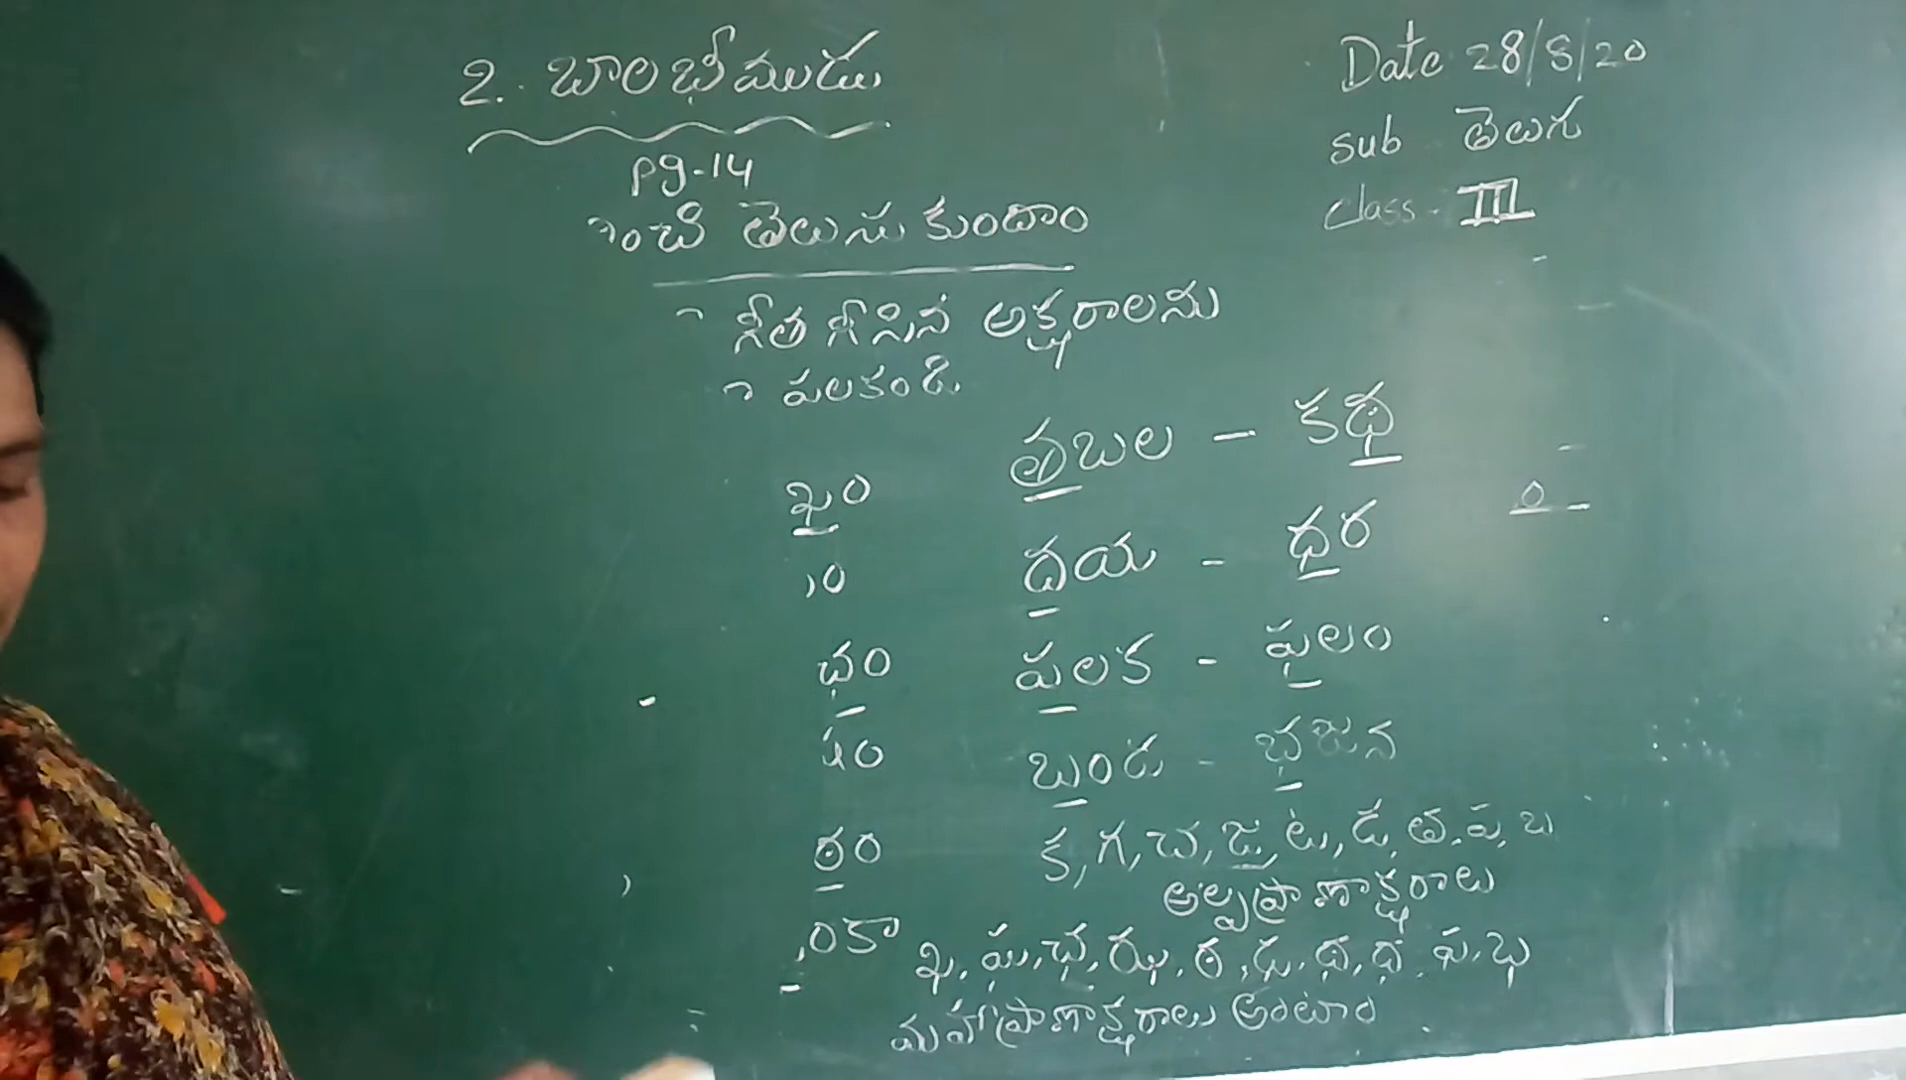 2. బాలభీముడు
Date 28/8/20
sub తెలుగు
class - III
pg-14
తెలుసుకుందాం
గీత గీసిన అక్షరాలను
పలకండి.
తబల - కథ
ఖం
దయ - ధర
ఛం పలక - ఫలం
బండ - భజన
ఠం క, గ, చ, జ, ట, డ, త, ప, బ
అల్పప్రాణాక్షరాలు
ఖ, ఘ, ఛ, ఝ, ఠ, ఢ, థ, ధ, ఫ, భ
మహాప్రాణాక్షరాలు అంటాం